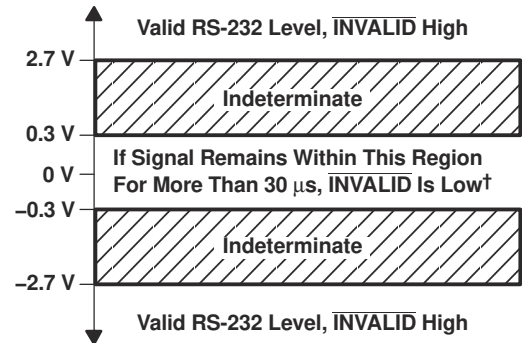 Valid RS-232 Level, INVALID High
2.7 V
Indeterminate
0.3 V
If Signal Remains Within This Region
0 V
For More Than 30 μs, INVALID Is Low†
−0.3 V
Indeterminate
−2.7 V
Valid RS-232 Level, INVALID High